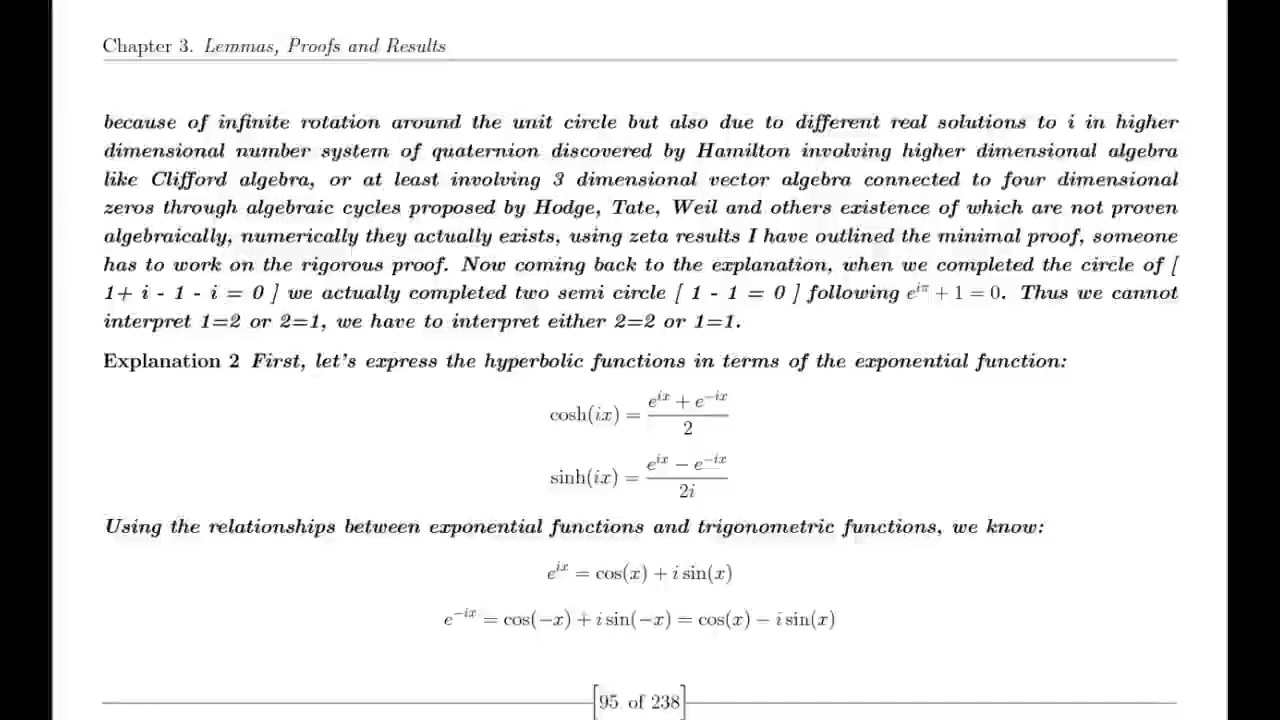 Chapter 3. Lemmas, Proofs and Results
because of infinite rotation around the unit circle but also due to different real solutions to i in higher
dimensional number system of quaternion discovered by Hamilton involving higher dimensional algebra
like Clifford algebra, or at least involving 3 dimensional vector algebra connected to four dimensional
zeros through algebraic cycles proposed by Hodge, Tate, Weil and others existence of which are not proven
algebraically, numerically they actually exists, using zeta results I have outlined the minimal proof, someone
has to work on the rigorous proof. Now coming back to the explanation, when we completed the circle of [
1+ i - 1 - i = 0 ] we actually completed two semi circle [ 1 - 1 = 0 ] following e^{iπ} + 1 = 0. Thus we cannot
interpret 1=2 or 2=1, we have to interpret either 2=2 or 1=1.
Explanation 2 First, let's express the hyperbolic functions in terms of the exponential function:
cosh(ix) = \frac{e^{ix} + e^{-ix}}{2}
sinh(ix) = \frac{e^{ix} − e^{-ix}}{2i}
Using the relationships between exponential functions and trigonometric functions, we know:
e^{ix} = cos(x) + i sin(x)
e^{-ix} = cos(−x) + i sin(−x) = cos(x) − i sin(x)
[95 of 238]